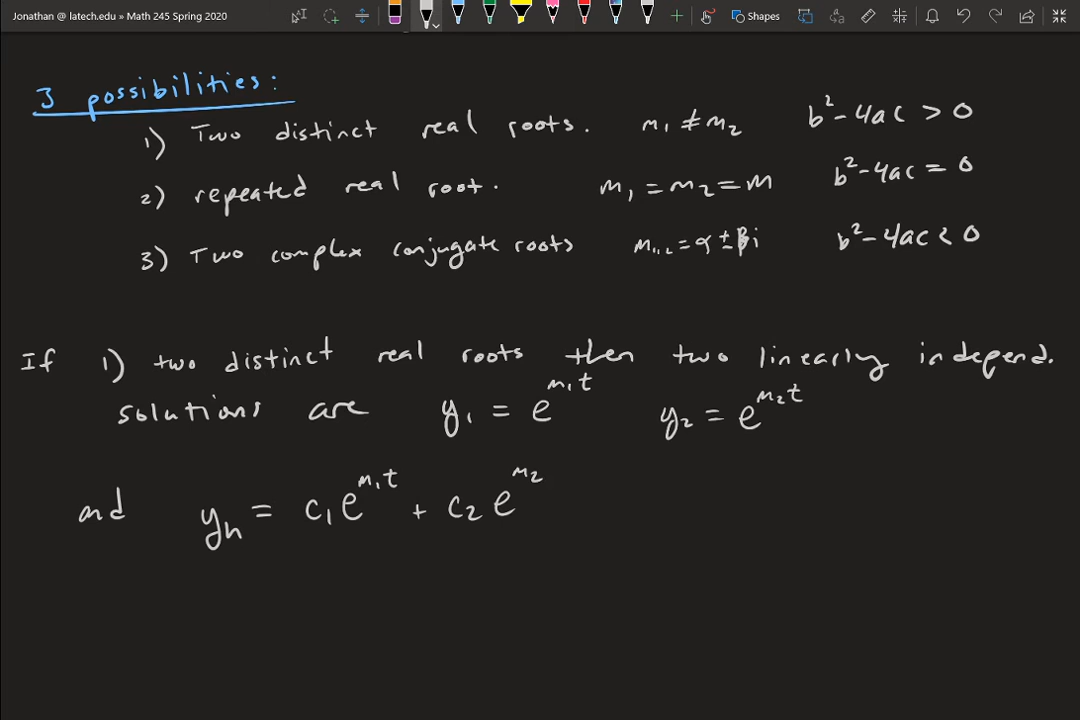 Jonathan @ latech.edu » Math 245 Spring 2020 Shapes
3 possibilities:
1) Two distinct real roots. m₁ ≠ m₂ b² - 4ac > 0
2) repeated real root. m₁ = m₂ = m b² - 4ac = 0
3) Two complex conjugate roots m₁,₂ = α ± βi b² - 4ac < 0
If 1) two distinct real roots then two linearly independ.
solutions are y₁ = e^{m₁t} y₂ = e^{m₂t}
and yₕ = c₁e^{m₁t} + c₂e^{m₂}